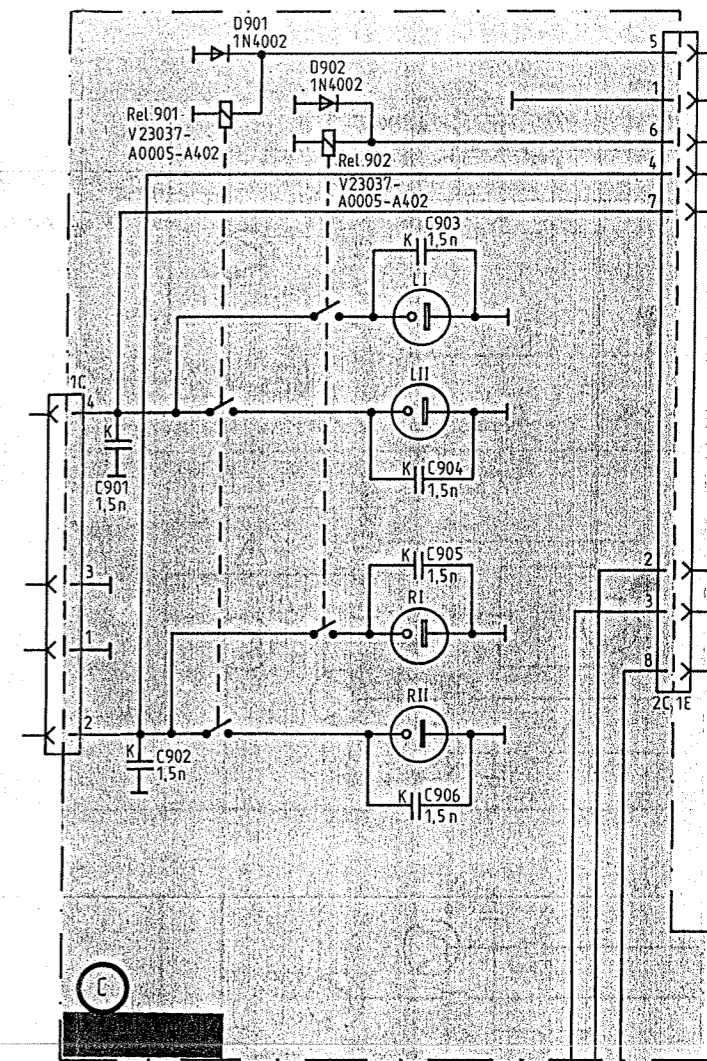 D901
1N4002
5
D902
1N4002
1
Rel.901
V23037-
A0005-A402
6
Rel.902
4
V23037-
A0005-A402
7
C903
K 1,5n
LI
1C
LII
4
K
K C904
1,5n
C901
1,5n
K C905
1,5n
2
3
3
RI
1
8
RII
2C 1E
2
K C902
1,5n
K C906
1,5n
C